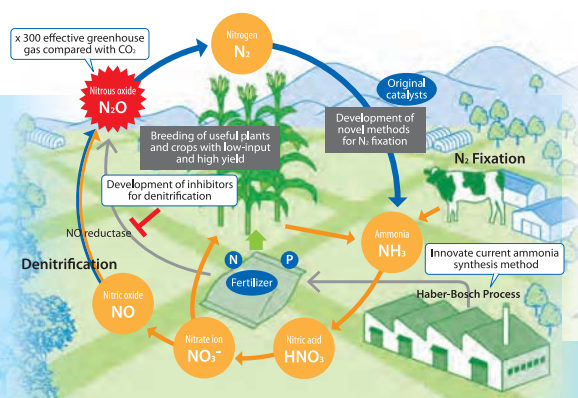 x 300 effective greenhouse
gas compared with CO₂
Nitrous oxide
N₂O
Nitrogen
N₂
Original
catalysts
Development of
novel methods
for N₂ fixation
Breeding of useful plants
and crops with low-input
and high yield
Development of inhibitors
for denitrification
N₂ Fixation
NO reductase
Denitrification
Ammonia
NH₃
Innovate current ammonia
synthesis method
Haber-Bosch Process
N
P
Fertilizer
Nitric oxide
NO
Nitrate ion
NO₃⁻
Nitric acid
HNO₃